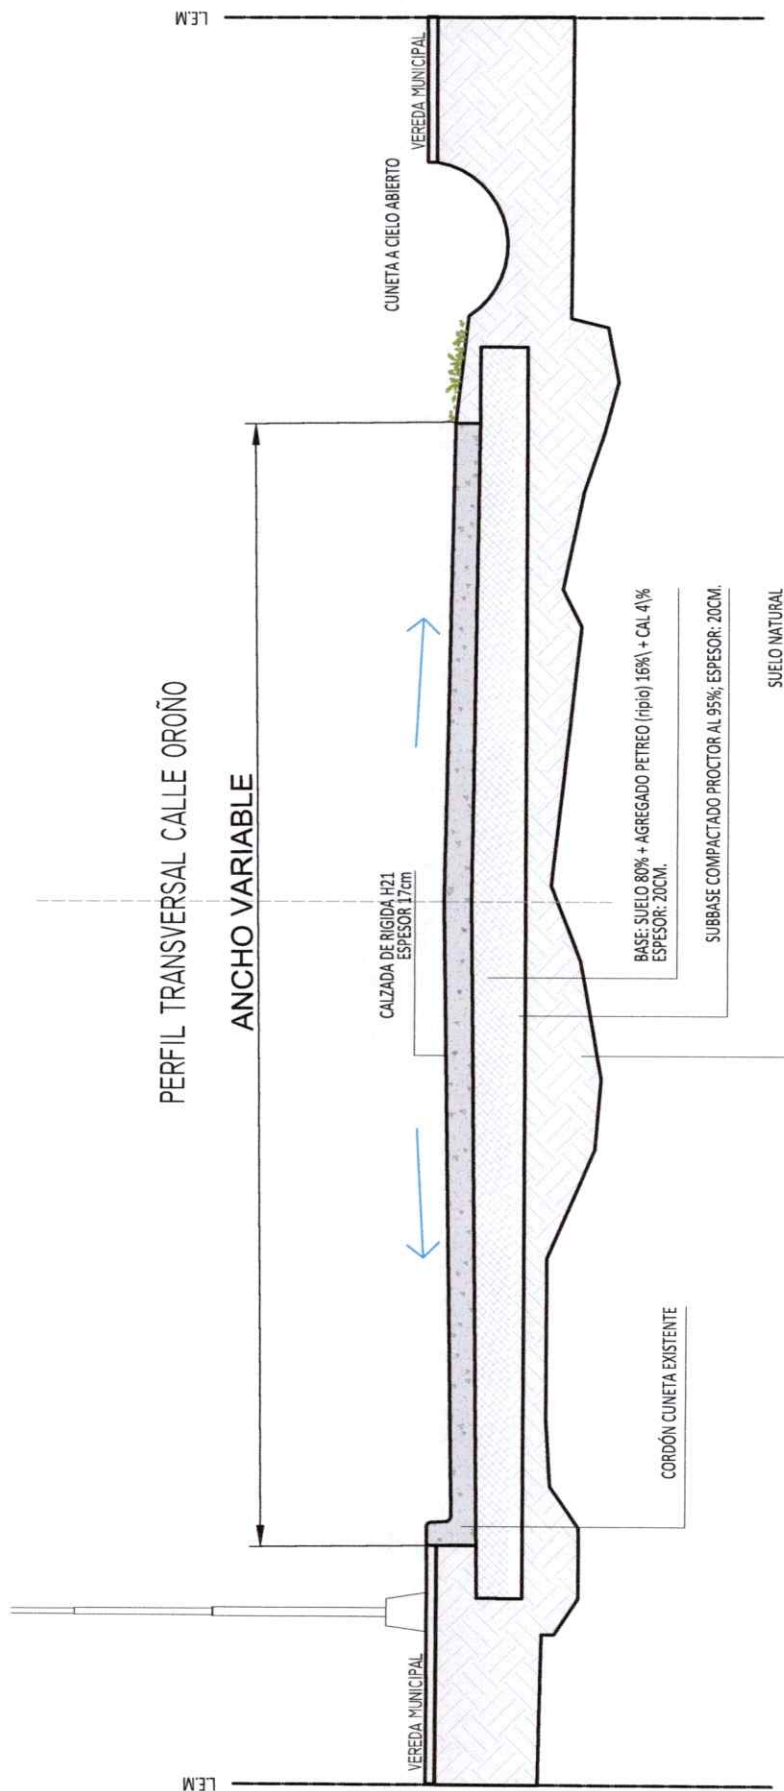 PERFIL TRANSVERSAL CALLE OROÑO
ANCHO VARIABLE
L.E.M
L.E.M
VEREDA MUNICIPAL
CALZADA DE RIGIDA H21
ESPESOR 17cm
CUNETA A CIELO ABIERTO
VEREDA MUNICIPAL
CORDÓN CUNETA EXISTENTE
BASE: SUELO 80% + AGREGADO PETREO (ripio) 16%\ + CAL 4\%
ESPESOR: 20CM.
SUBBASE COMPACTADO PROCTOR AL 95%; ESPESOR: 20CM.
SUELO NATURAL